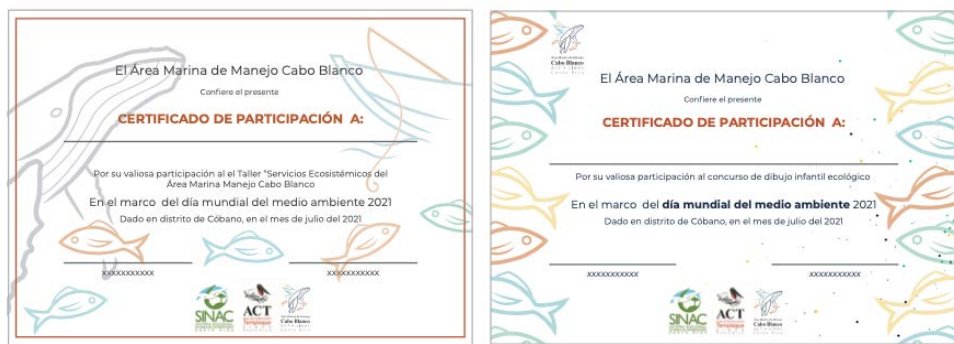 El Área Marina de Manejo Cabo Blanco
Confiere el presente
CERTIFICADO DE PARTICIPACIÓN A:
Por su valiosa participación al el Taller "Servicios Ecosistémicos del
Área Marina Manejo Cabo Blanco
En el marco del día mundial del medio ambiente 2021
Dado en distrito de Cóbano, en el mes de julio del 2021
xxxxxxxxxxx
xxxxxxxxxxx
SINAC
ACT
Tempisque
Cabo Blanco
Cabo Blanco
El Área Marina de Manejo Cabo Blanco
Confiere el presente
CERTIFICADO DE PARTICIPACIÓN A:
Por su valiosa participación al concurso de dibujo infantil ecológico
En el marco del día mundial del medio ambiente 2021
Dado en distrito de Cóbano, en el mes de julio del 2021
xxxxxxxxxxx
xxxxxxxxxxx
SINAC
ACT
Tempisque
Cabo Blanco